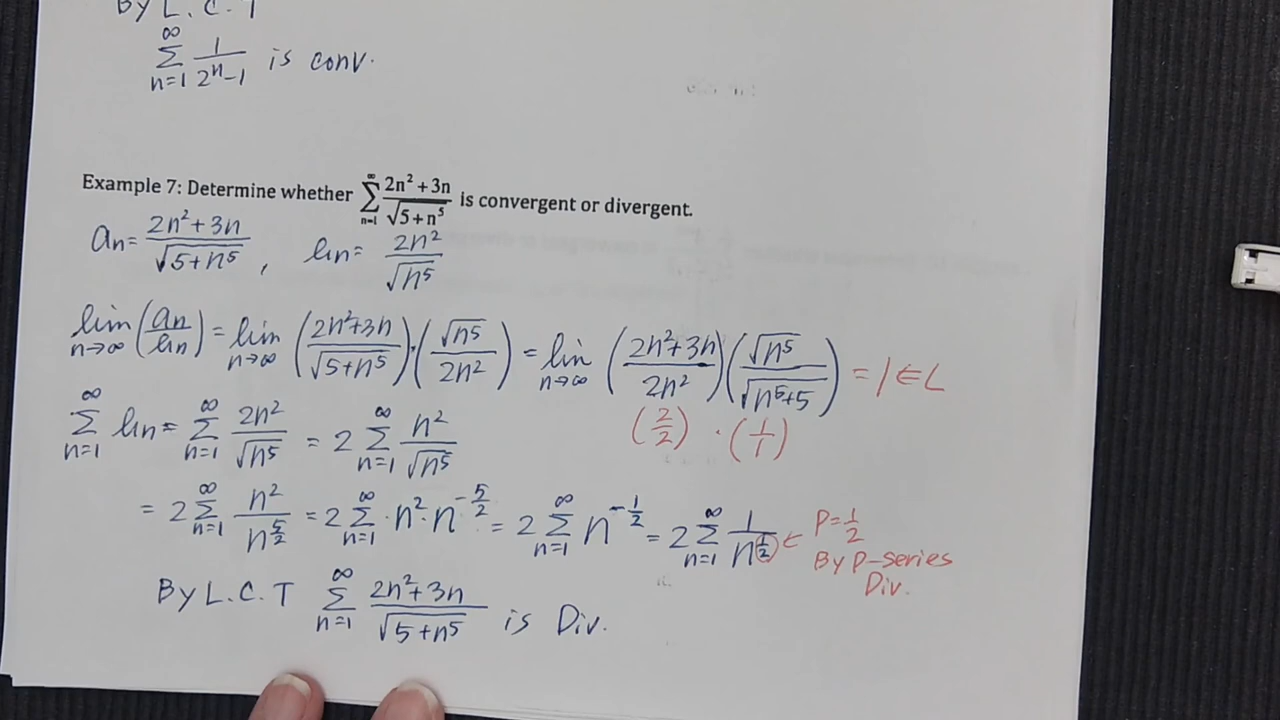 By L.C.T
∞ Σ n=1 1/(2ⁿ-1) is conv.
Example 7: Determine whether ∞ Σ n=1 (2n²+3n)/√(5+n⁵) is convergent or divergent.
an= (2n²+3n)/√(5+n⁵) , bn= 2n²/√(n⁵)
lim n→∞ (an/bn) = lim n→∞ ((2n²+3n)/√(5+n⁵))·(√(n⁵)/2n²) = lim n→∞ ((2n²+3n)/2n²)(√(n⁵)/√(n⁵+5)) = 1 ← L
(2/2) · (1/1)
∞ Σ n=1 bn = ∞ Σ n=1 2n²/√(n⁵) = 2 ∞ Σ n=1 n²/√(n⁵)
= 2 ∞ Σ n=1 n²/n^(5/2) = 2 ∞ Σ n=1 n²·n^(-5/2) = 2 ∞ Σ n=1 n^(-1/2) = 2 ∞ Σ n=1 1/n^(1/2) ← P=1/2
By P-series
Div.
By L.C.T ∞ Σ n=1 (2n²+3n)/√(5+n⁵) is Div.